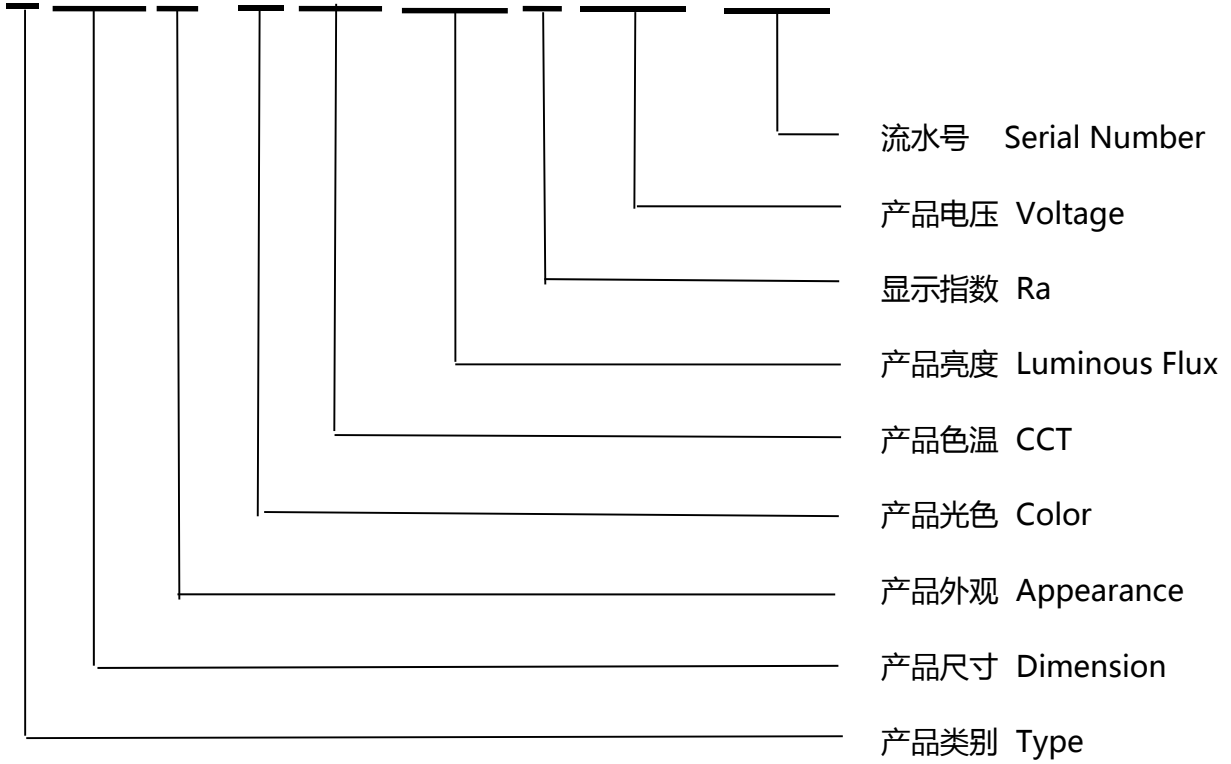 流水号 Serial Number
产品电压 Voltage
显示指数 Ra
产品亮度 Luminous Flux
产品色温 CCT
产品光色 Color
产品外观 Appearance
产品尺寸 Dimension
产品类别 Type